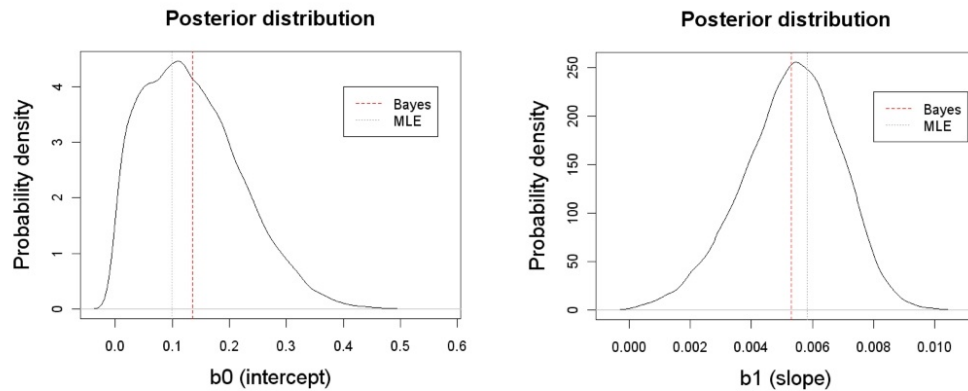 Posterior distribution
Probability density
4
3
2
1
0
Bayes
MLE
0.0 0.1 0.2 0.3 0.4 0.5 0.6
b0 (intercept)
Posterior distribution
Probability density
250
200
150
100
50
0
Bayes
MLE
0.000 0.002 0.004 0.006 0.008 0.010
b1 (slope)